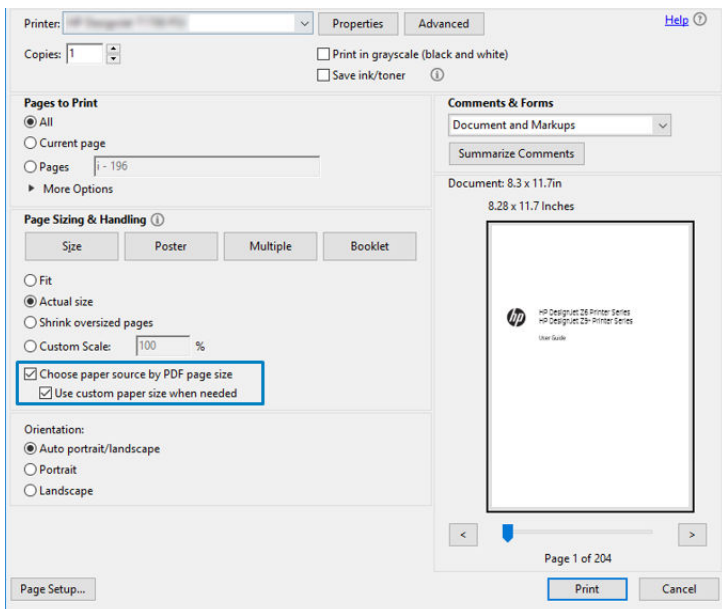 Printer:
Properties
Advanced
Help
Copies: 1
Print in grayscale (black and white)
Save ink/toner
Pages to Print
All
Current page
Pages i - 196
More Options
Comments & Forms
Document and Markups
Summarize Comments
Page Sizing & Handling
Size Poster Multiple Booklet
Fit
Actual size
Shrink oversized pages
Custom Scale: 100 %
Choose paper source by PDF page size
Use custom paper size when needed
Orientation:
Auto portrait/landscape
Portrait
Landscape
Document: 8.3 x 11.7in
8.28 x 11.7 Inches
hp
HP DesignJet Z6 Printer Series
HP DesignJet Z9+ Printer Series
User Guide
< >
Page 1 of 204
Page Setup...
Print
Cancel